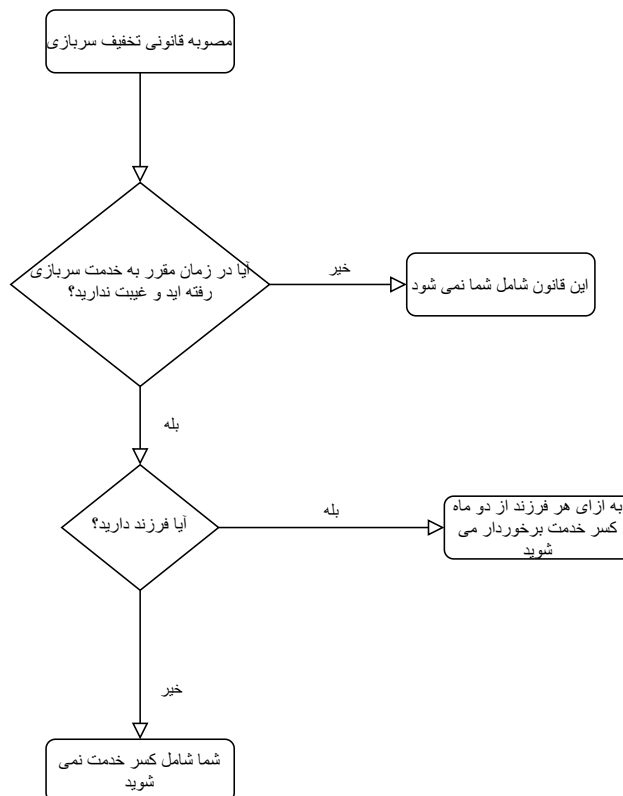 مصوبه قانونی تخفیف سربازی
آیا در زمان مقرر به خدمت سربازی
رفته اید و غیبت ندارید؟
خیر
این قانون شامل شما نمی شود
بله
آیا فرزند دارید؟
بله
به ازای هر فرزند از دو ماه
کسر خدمت برخوردار می
شوید
خیر
شما شامل کسر خدمت نمی
شوید